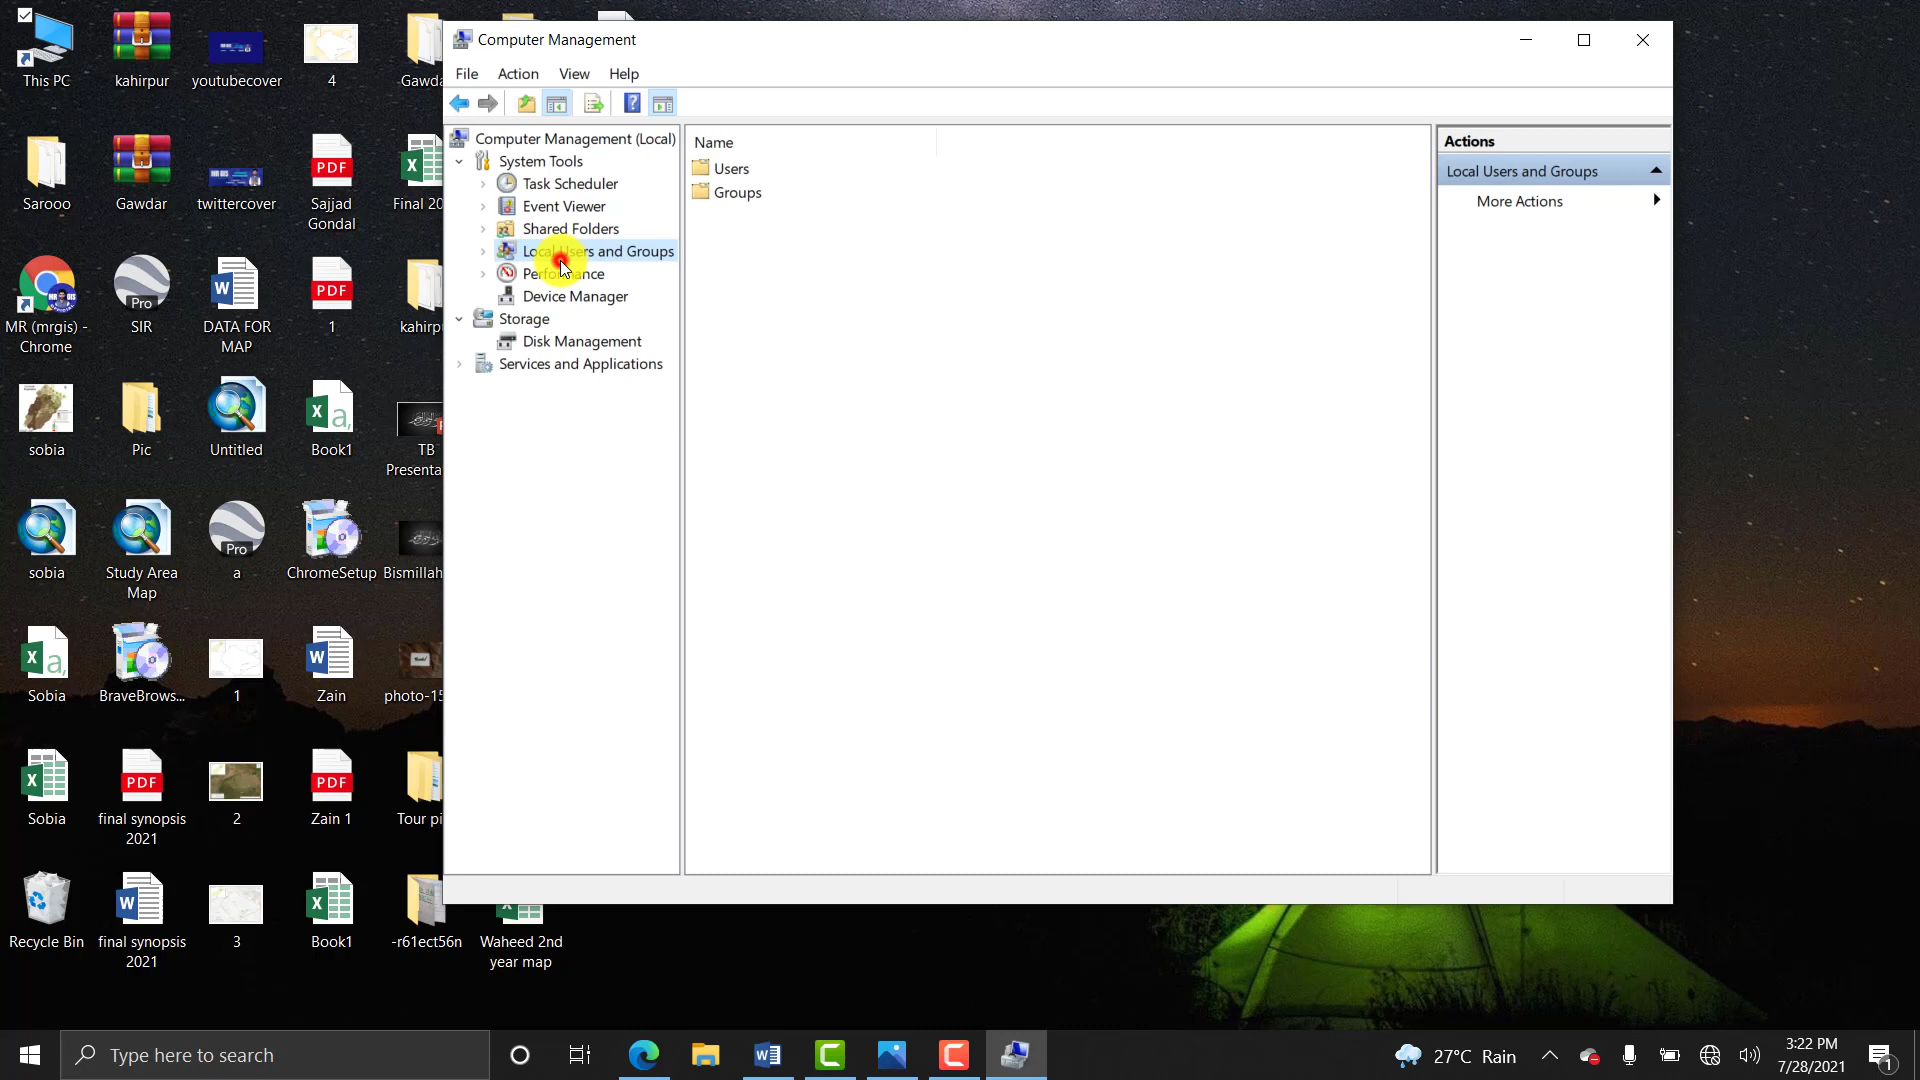 Computer Management
File Action View Help
Computer Management (Local)
System Tools
Task Scheduler
Event Viewer
Shared Folders
Local Users and Groups
Performance
Device Manager
Storage
Disk Management
Services and Applications
Name
Users
Groups
Actions
Local Users and Groups
More Actions
This PC
kahirpur
youtubecover
4
Gawda
Sarooo
Gawdar
twittercover
Sajjad
Gondal
Final 20
MR (mrgis) -
Chrome
Pro
SIR
DATA FOR
MAP
1
kahirp
sobia
Pic
Untitled
Book1
TB
Presenta
sobia
Study Area
Map
Pro
a
ChromeSetup
Bismillah
Sobia
BraveBrows...
1
Zain
photo-15
Sobia
PDF
final synopsis
2021
2
PDF
Zain 1
Tour pi
Recycle Bin
final synopsis
2021
3
Book1
-r61ect56n
Waheed 2nd
year map
PDF
PDF
Type here to search
27°C Rain
3:22 PM
7/28/2021
1